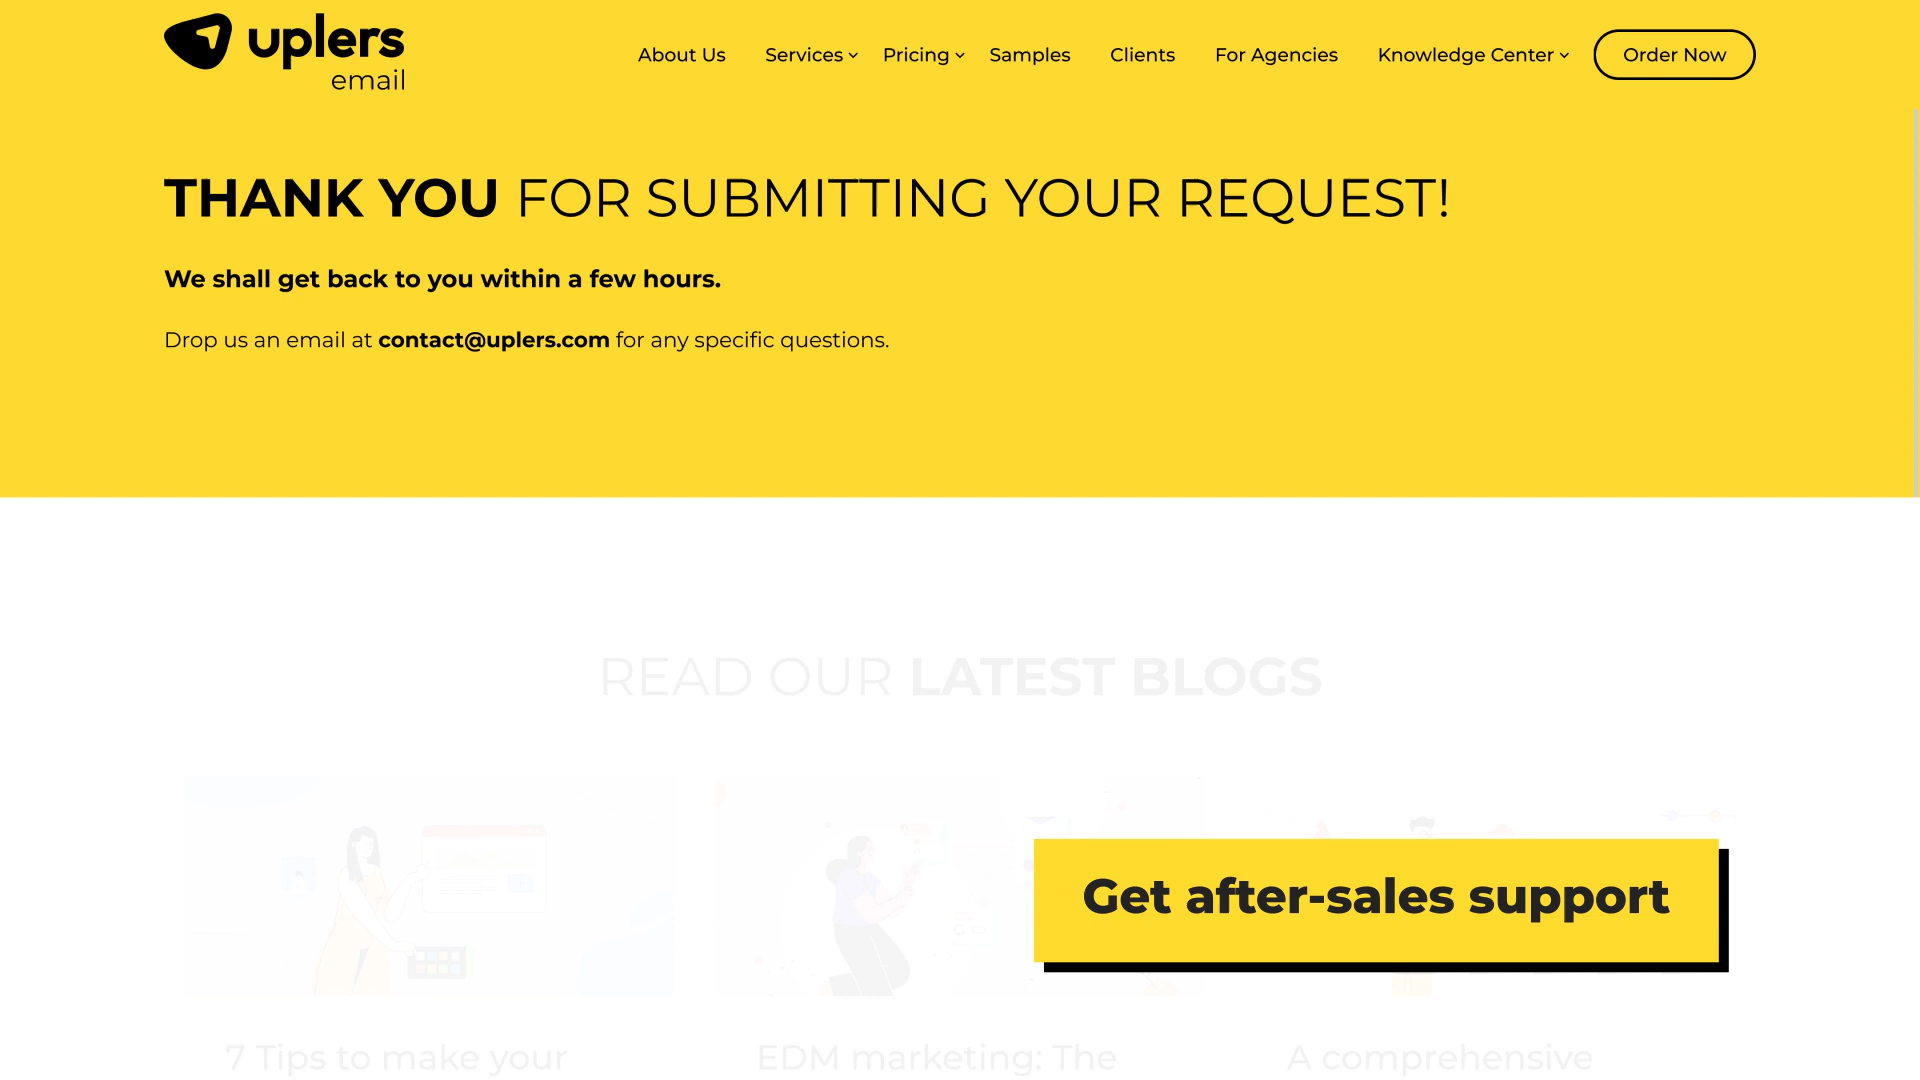 uplers
email
About Us Services Pricing Samples Clients For Agencies Knowledge Center Order Now
THANK YOU FOR SUBMITTING YOUR REQUEST!
We shall get back to you within a few hours.
Drop us an email at contact@uplers.com for any specific questions.
READ OUR LATEST BLOGS
Get after-sales support
7 Tips to make your
EDM marketing: The
A comprehensive